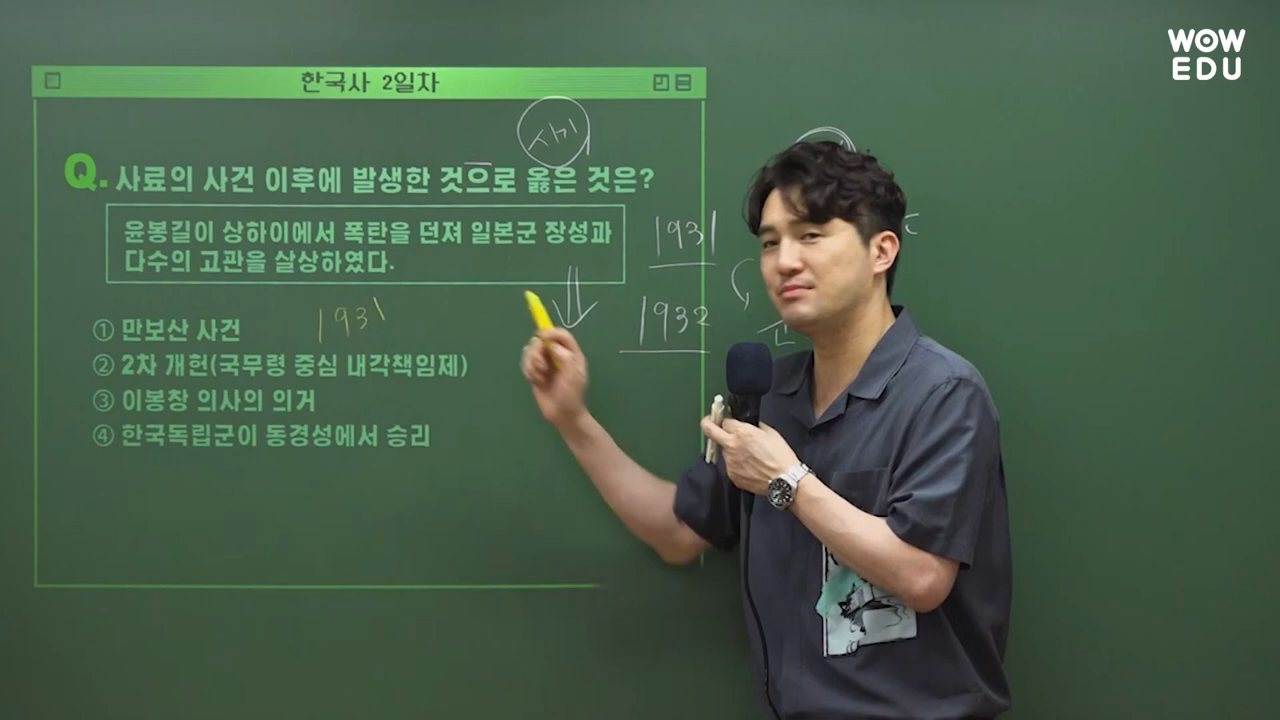 WOW
EDU
한국사 2일차
사기
Q. 사료의 사건 이후에 발생한 것으로 옳은 것은?
윤봉길이 상하이에서 폭탄을 던져 일본군 장성과
다수의 고관을 살상하였다.
1931
1932
① 만보산 사건 1931
② 2차 개헌(국무령 중심 내각책임제)
③ 이봉창 의사의 의거
④ 한국독립군이 동경성에서 승리